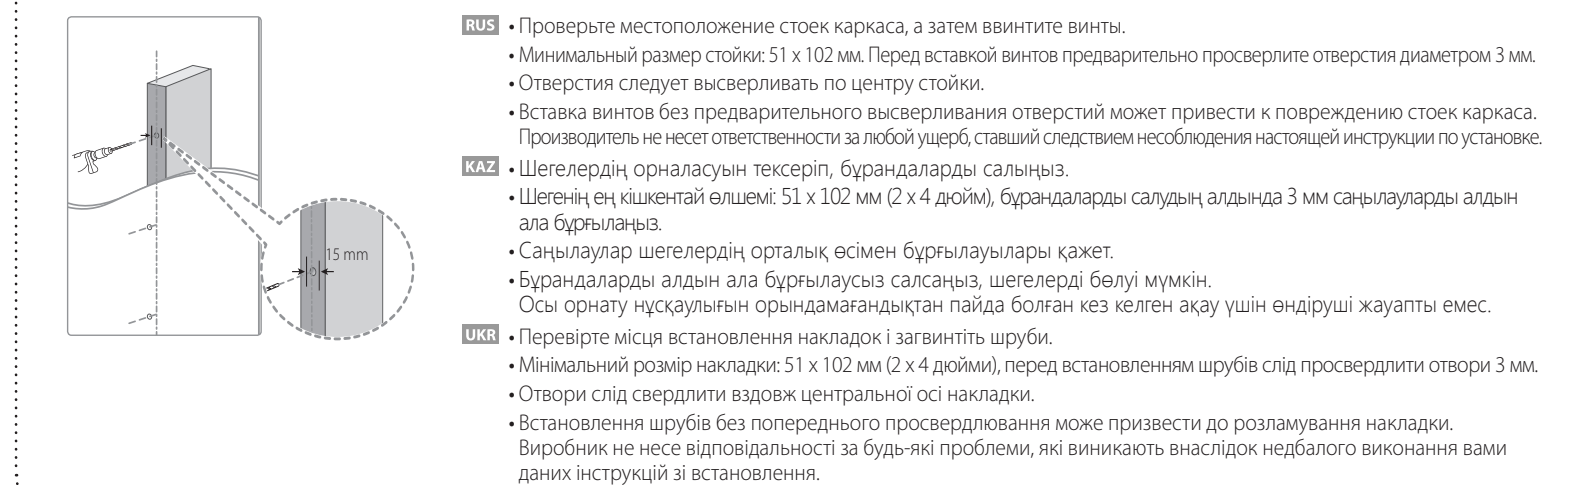 15 mm
RUS • Проверьте местоположение стоек каркаса, а затем ввинтите винты.
• Минимальный размер стойки: 51 x 102 мм. Перед вставкой винтов предварительно просверлите отверстия диаметром 3 мм.
• Отверстия следует высверливать по центру стойки.
• Вставка винтов без предварительного высверливания отверстий может привести к повреждению стоек каркаса.
Производитель не несет ответственности за любой ущерб, ставший следствием несоблюдения настоящей инструкции по установке.
KAZ • Шегелердің орналасуын тексеріп, бұрандаларды салыңыз.
• Шегенің ең кішкентай өлшемі: 51 x 102 мм (2 x 4 дюйм), бұрандаларды салудың алдында 3 мм саңылауларды алдын
ала бұрғылаңыз.
• Саңылаулар шегелердің орталық өсімен бұрғылауылары қажет.
• Бұрандаларды алдын ала бұрғылаусыз салсаңыз, шегелерді бөлуі мүмкін.
Осы орнату нұсқаулығын орындамағандықтан пайда болған кез келген ақау үшін өндіруші жауапты емес.
UKR • Перевірте місця встановлення накладок і загвинтіть шруби.
• Мінімальний розмір накладки: 51 x 102 мм (2 x 4 дюйми), перед встановленням шрубів слід просвердлити отвори 3 мм.
• Отвори слід свердлити вздовж центральної осі накладки.
• Встановлення шрубів без попереднього просвердлювання може призвести до розламування накладки.
Виробник не несе відповідальності за будь-які проблеми, які виникають внаслідок недбалого виконання вами
даних інструкцій зі встановлення.